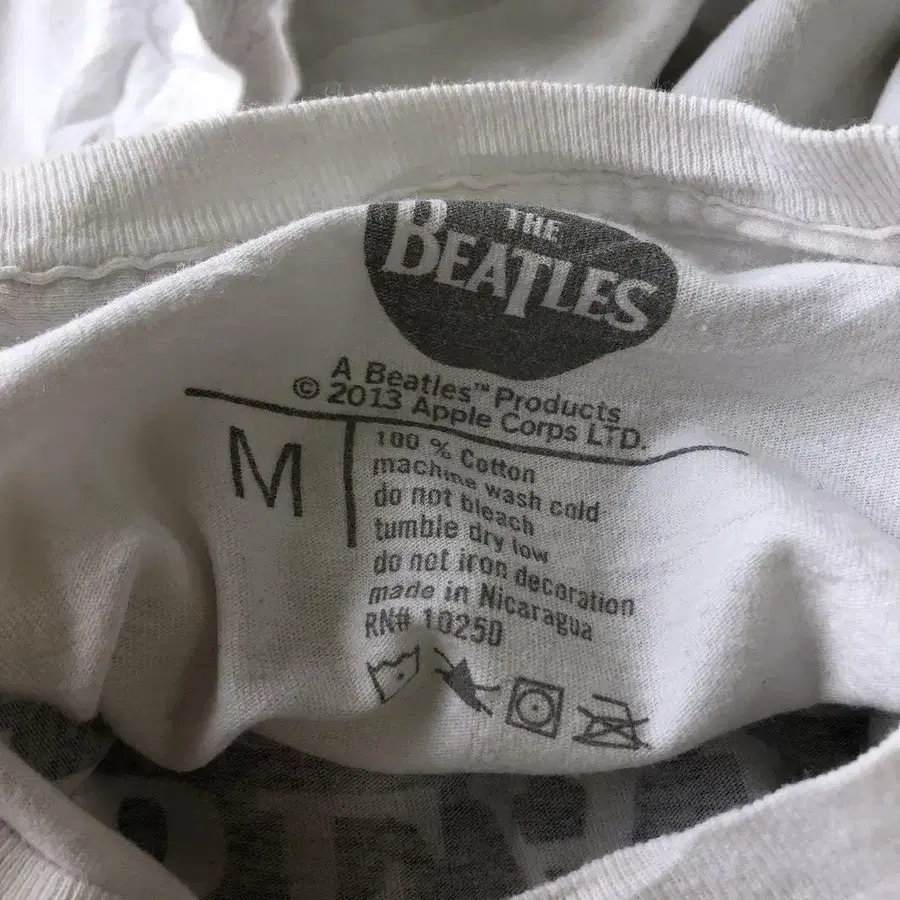 THE
BEATLES
A Beatles™ Products
© 2013 Apple Corps LTD.
M
100 % Cotton
machine wash cold
do not bleach
tumble dry low
do not iron decoration
made in Nicaragua
RN# 10250